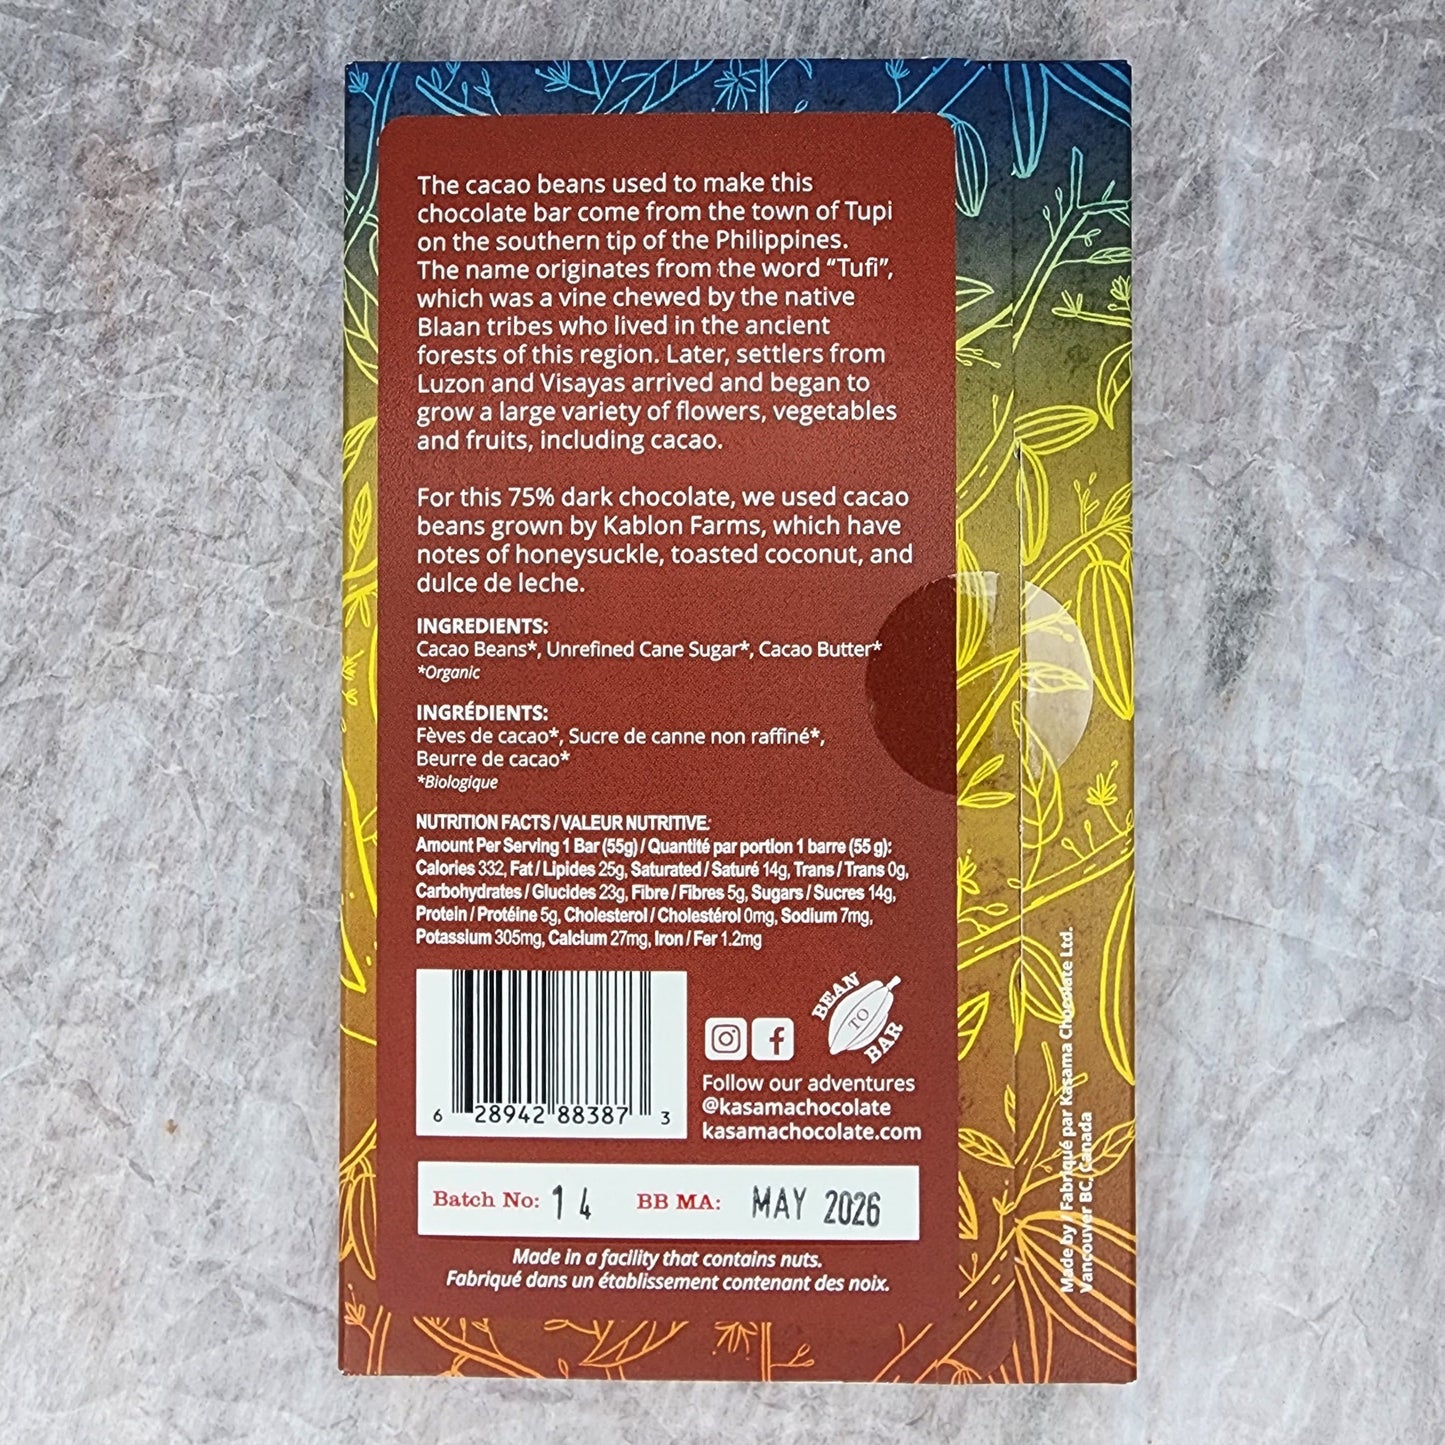 The cacao beans used to make this
chocolate bar come from the town of Tupi
on the southern tip of the Philippines.
The name originates from the word “Tufi”,
which was a vine chewed by the native
Blaan tribes who lived in the ancient
forests of this region. Later, settlers from
Luzon and Visayas arrived and began to
grow a large variety of flowers, vegetables
and fruits, including cacao.
For this 75% dark chocolate, we used cacao
beans grown by Kablon Farms, which have
notes of honeysuckle, toasted coconut, and
dulce de leche.
INGREDIENTS:
Cacao Beans*, Unrefined Cane Sugar*, Cacao Butter*
*Organic
INGRÉDIENTS:
Fèves de cacao*, Sucre de canne non raffiné*,
Beurre de cacao*
*Biologique
NUTRITION FACTS / VALEUR NUTRITIVE:
Amount Per Serving 1 Bar (55g) / Quantité par portion 1 barre (55 g):
Calories 332, Fat / Lipides 25g, Saturated / Saturé 14g, Trans / Trans 0g,
Carbohydrates / Glucides 23g, Fibre / Fibres 5g, Sugars / Sucres 14g,
Protein / Protéine 5g, Cholesterol / Cholestérol 0mg, Sodium 7mg,
Potassium 305mg, Calcium 27mg, Iron / Fer 1.2mg
6 28942 88387 3
BEAN
TO
BAR
Follow our adventures
@kasamachocolate
kasamachocolate.com
Batch No: 14 BB MA: MAY 2026
Made in a facility that contains nuts.
Fabriqué dans un établissement contenant des noix.
Made by / Fabriqué par Kasama Chocolate Ltd.
Vancouver BC, Canada